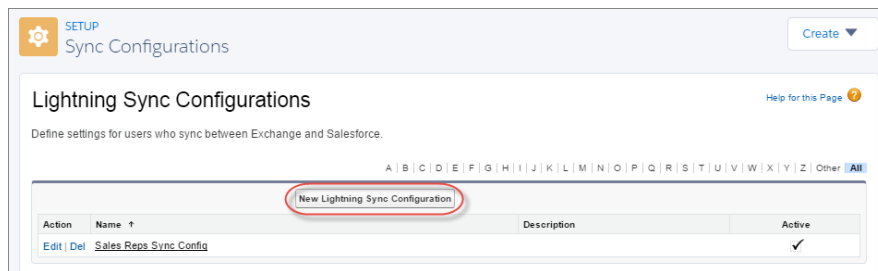 SETUP
Sync Configurations
Create
Lightning Sync Configurations
Help for this Page ?
Define settings for users who sync between Exchange and Salesforce.
A | B | C | D | E | F | G | H | I | J | K | L | M | N | O | P | Q | R | S | T | U | V | W | X | Y | Z | Other All
New Lightning Sync Configuration
Action Name ↑ Description Active
Edit | Del Sales Reps Sync Config ✓